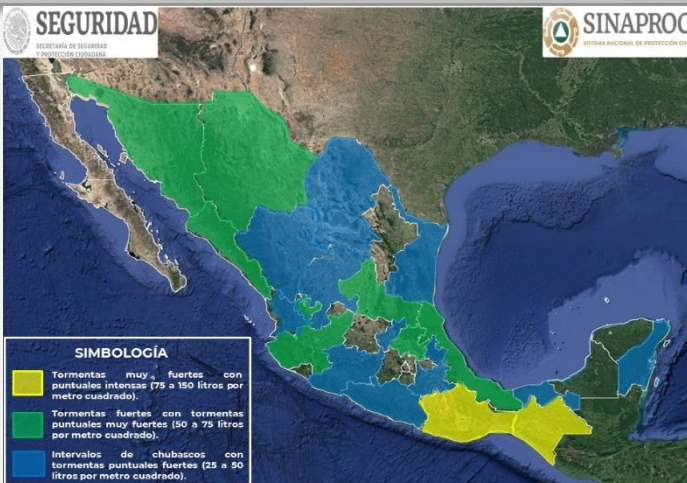 SEGURIDAD
SECRETARÍA DE SEGURIDAD
Y PROTECCIÓN CIUDADANA
SINAPROC
SISTEMA NACIONAL DE PROTECCIÓN CIV
SIMBOLOGÍA
Tormentas muy fuertes con
puntuales intensas (75 a 150 litros por
metro cuadrado).
Tormentas fuertes con tormentas
puntuales muy fuertes (50 a 75 litros
por metro cuadrado).
Intervalos de chubascos con
tormentas puntuales fuertes (25 a 50
litros por metro cuadrado).